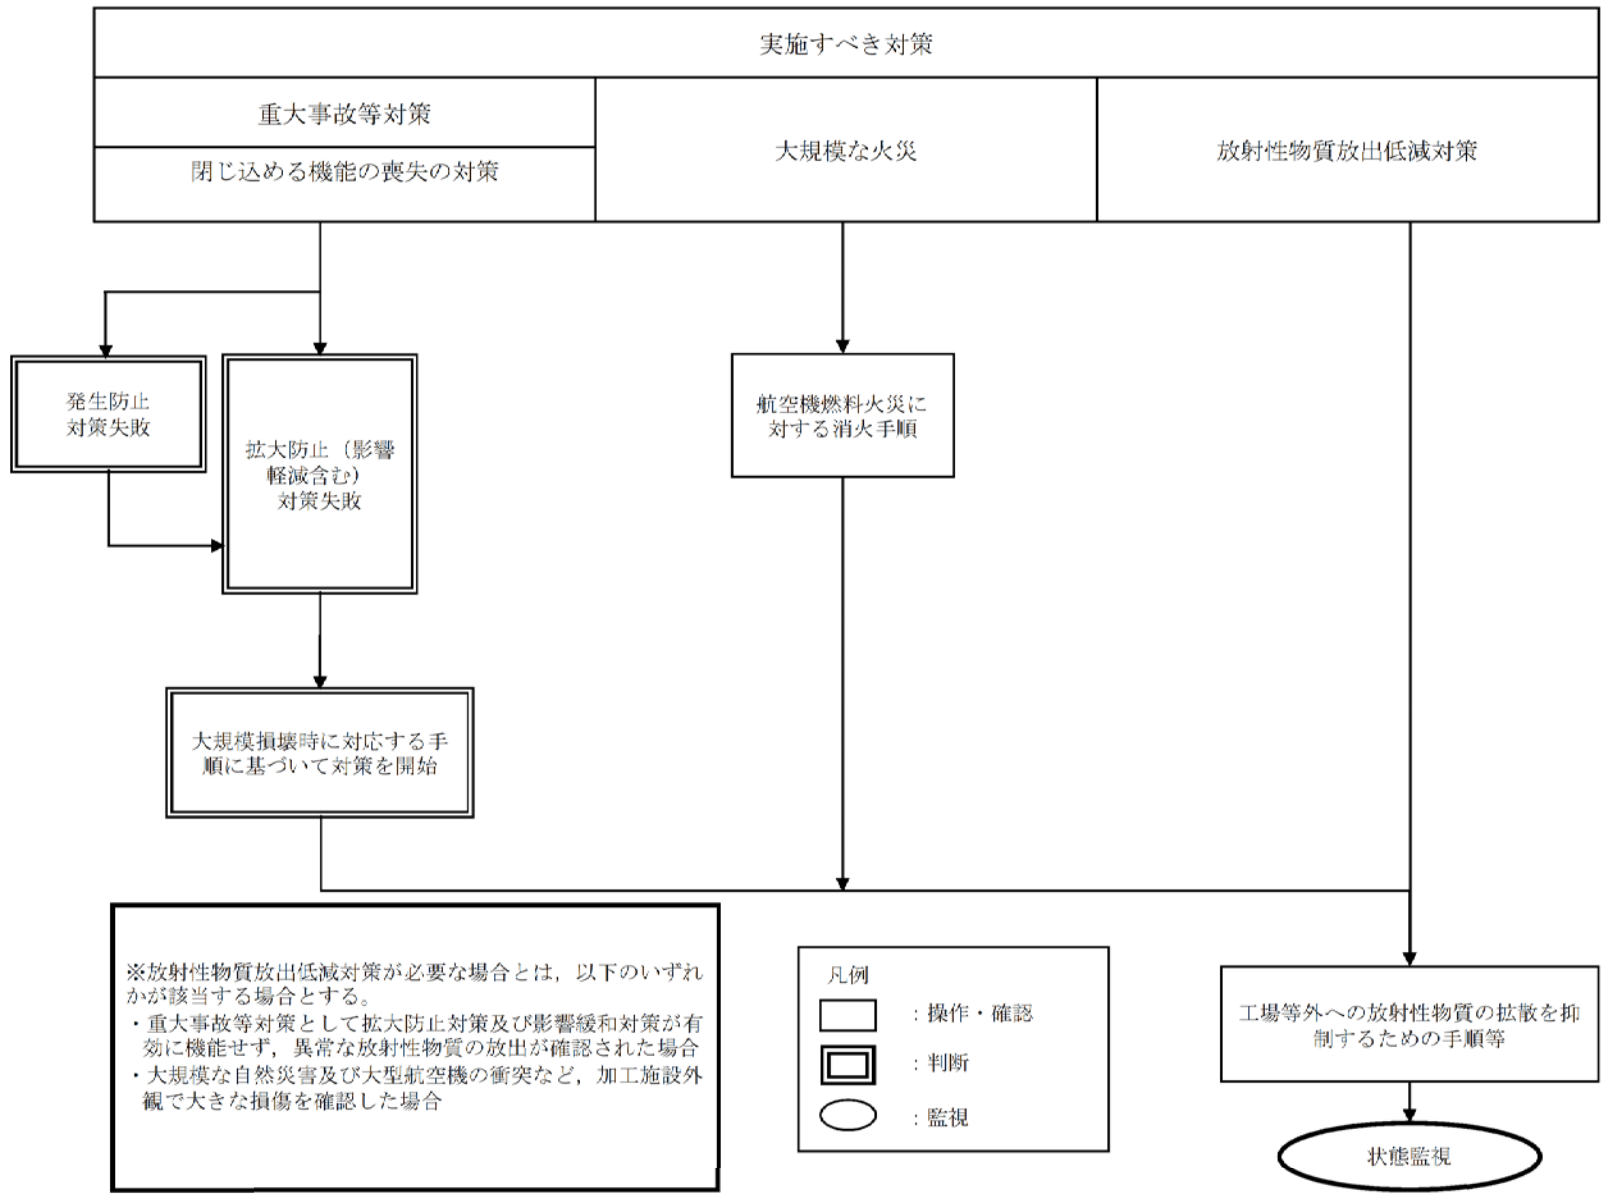 実施すべき対策
重大事故等対策
閉じ込める機能の喪失の対策
大規模な火災
放射性物質放出低減対策
発生防止
対策失敗
拡大防止（影響
軽減含む）
対策失敗
航空機燃料火災に
対する消火手順
大規模損壊時に対応する手
順に基づいて対策を開始
※放射性物質放出低減対策が必要な場合とは，以下のいずれ
かが該当する場合とする。
・重大事故等対策として拡大防止対策及び影響緩和対策が有
効に機能せず，異常な放射性物質の放出が確認された場合
・大規模な自然災害及び大型航空機の衝突など，加工施設外
観で大きな損傷を確認した場合
凡例
：操作・確認
：判断
：監視
工場等外への放射性物質の拡散を抑
制するための手順等
状態監視